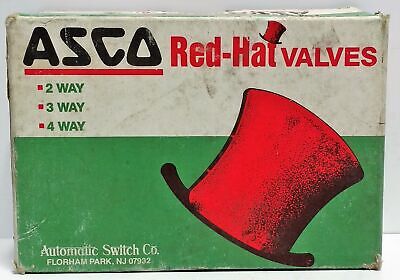 ASCO Red-Hat VALVES
2 WAY
3 WAY
4 WAY
Automatic Switch Co.
FLORHAM PARK, NJ 07932